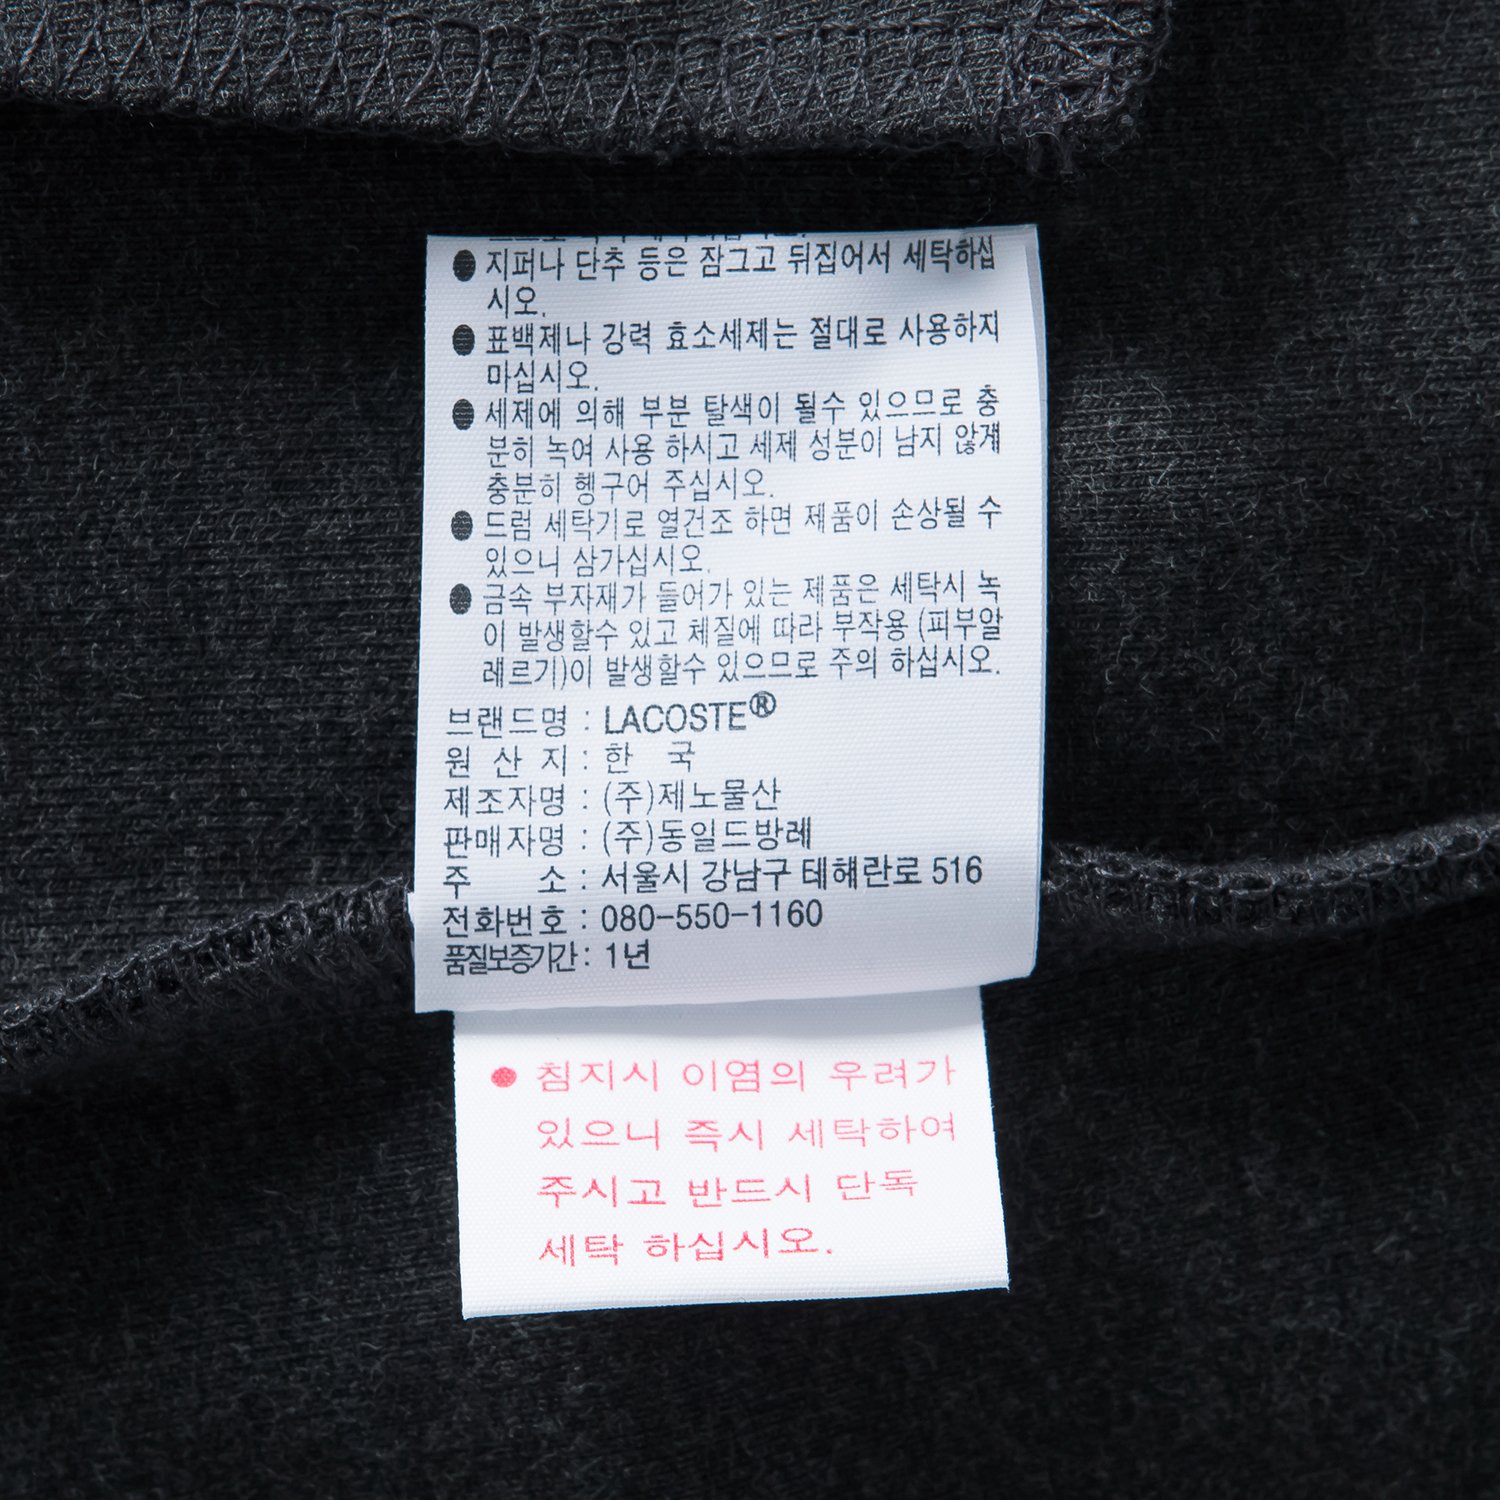 ● 지퍼나 단추 등은 잠그고 뒤집어서 세탁하십
시오.
● 표백제나 강력 효소세제는 절대로 사용하지
마십시오.
● 세제에 의해 부분 탈색이 될수 있으므로 충
분히 녹여 사용 하시고 세제 성분이 남지 않게
충분히 헹구어 주십시오.
● 드럼 세탁기로 열건조 하면 제품이 손상될 수
있으니 삼가십시오.
● 금속 부자재가 들어가 있는 제품은 세탁시 녹
이 발생할수 있고 체질에 따라 부작용 (피부알
레르기)이 발생할수 있으므로 주의 하십시오.
브랜드명 : LACOSTE®
원 산 지 : 한 국
제조자명 : (주)제노물산
판매자명 : (주)동일드방레
주 소 : 서울시 강남구 테헤란로 516
전화번호 : 080-550-1160
품질보증기간 : 1년
● 침지시 이염의 우려가
있으니 즉시 세탁하여
주시고 반드시 단독
세탁 하십시오.